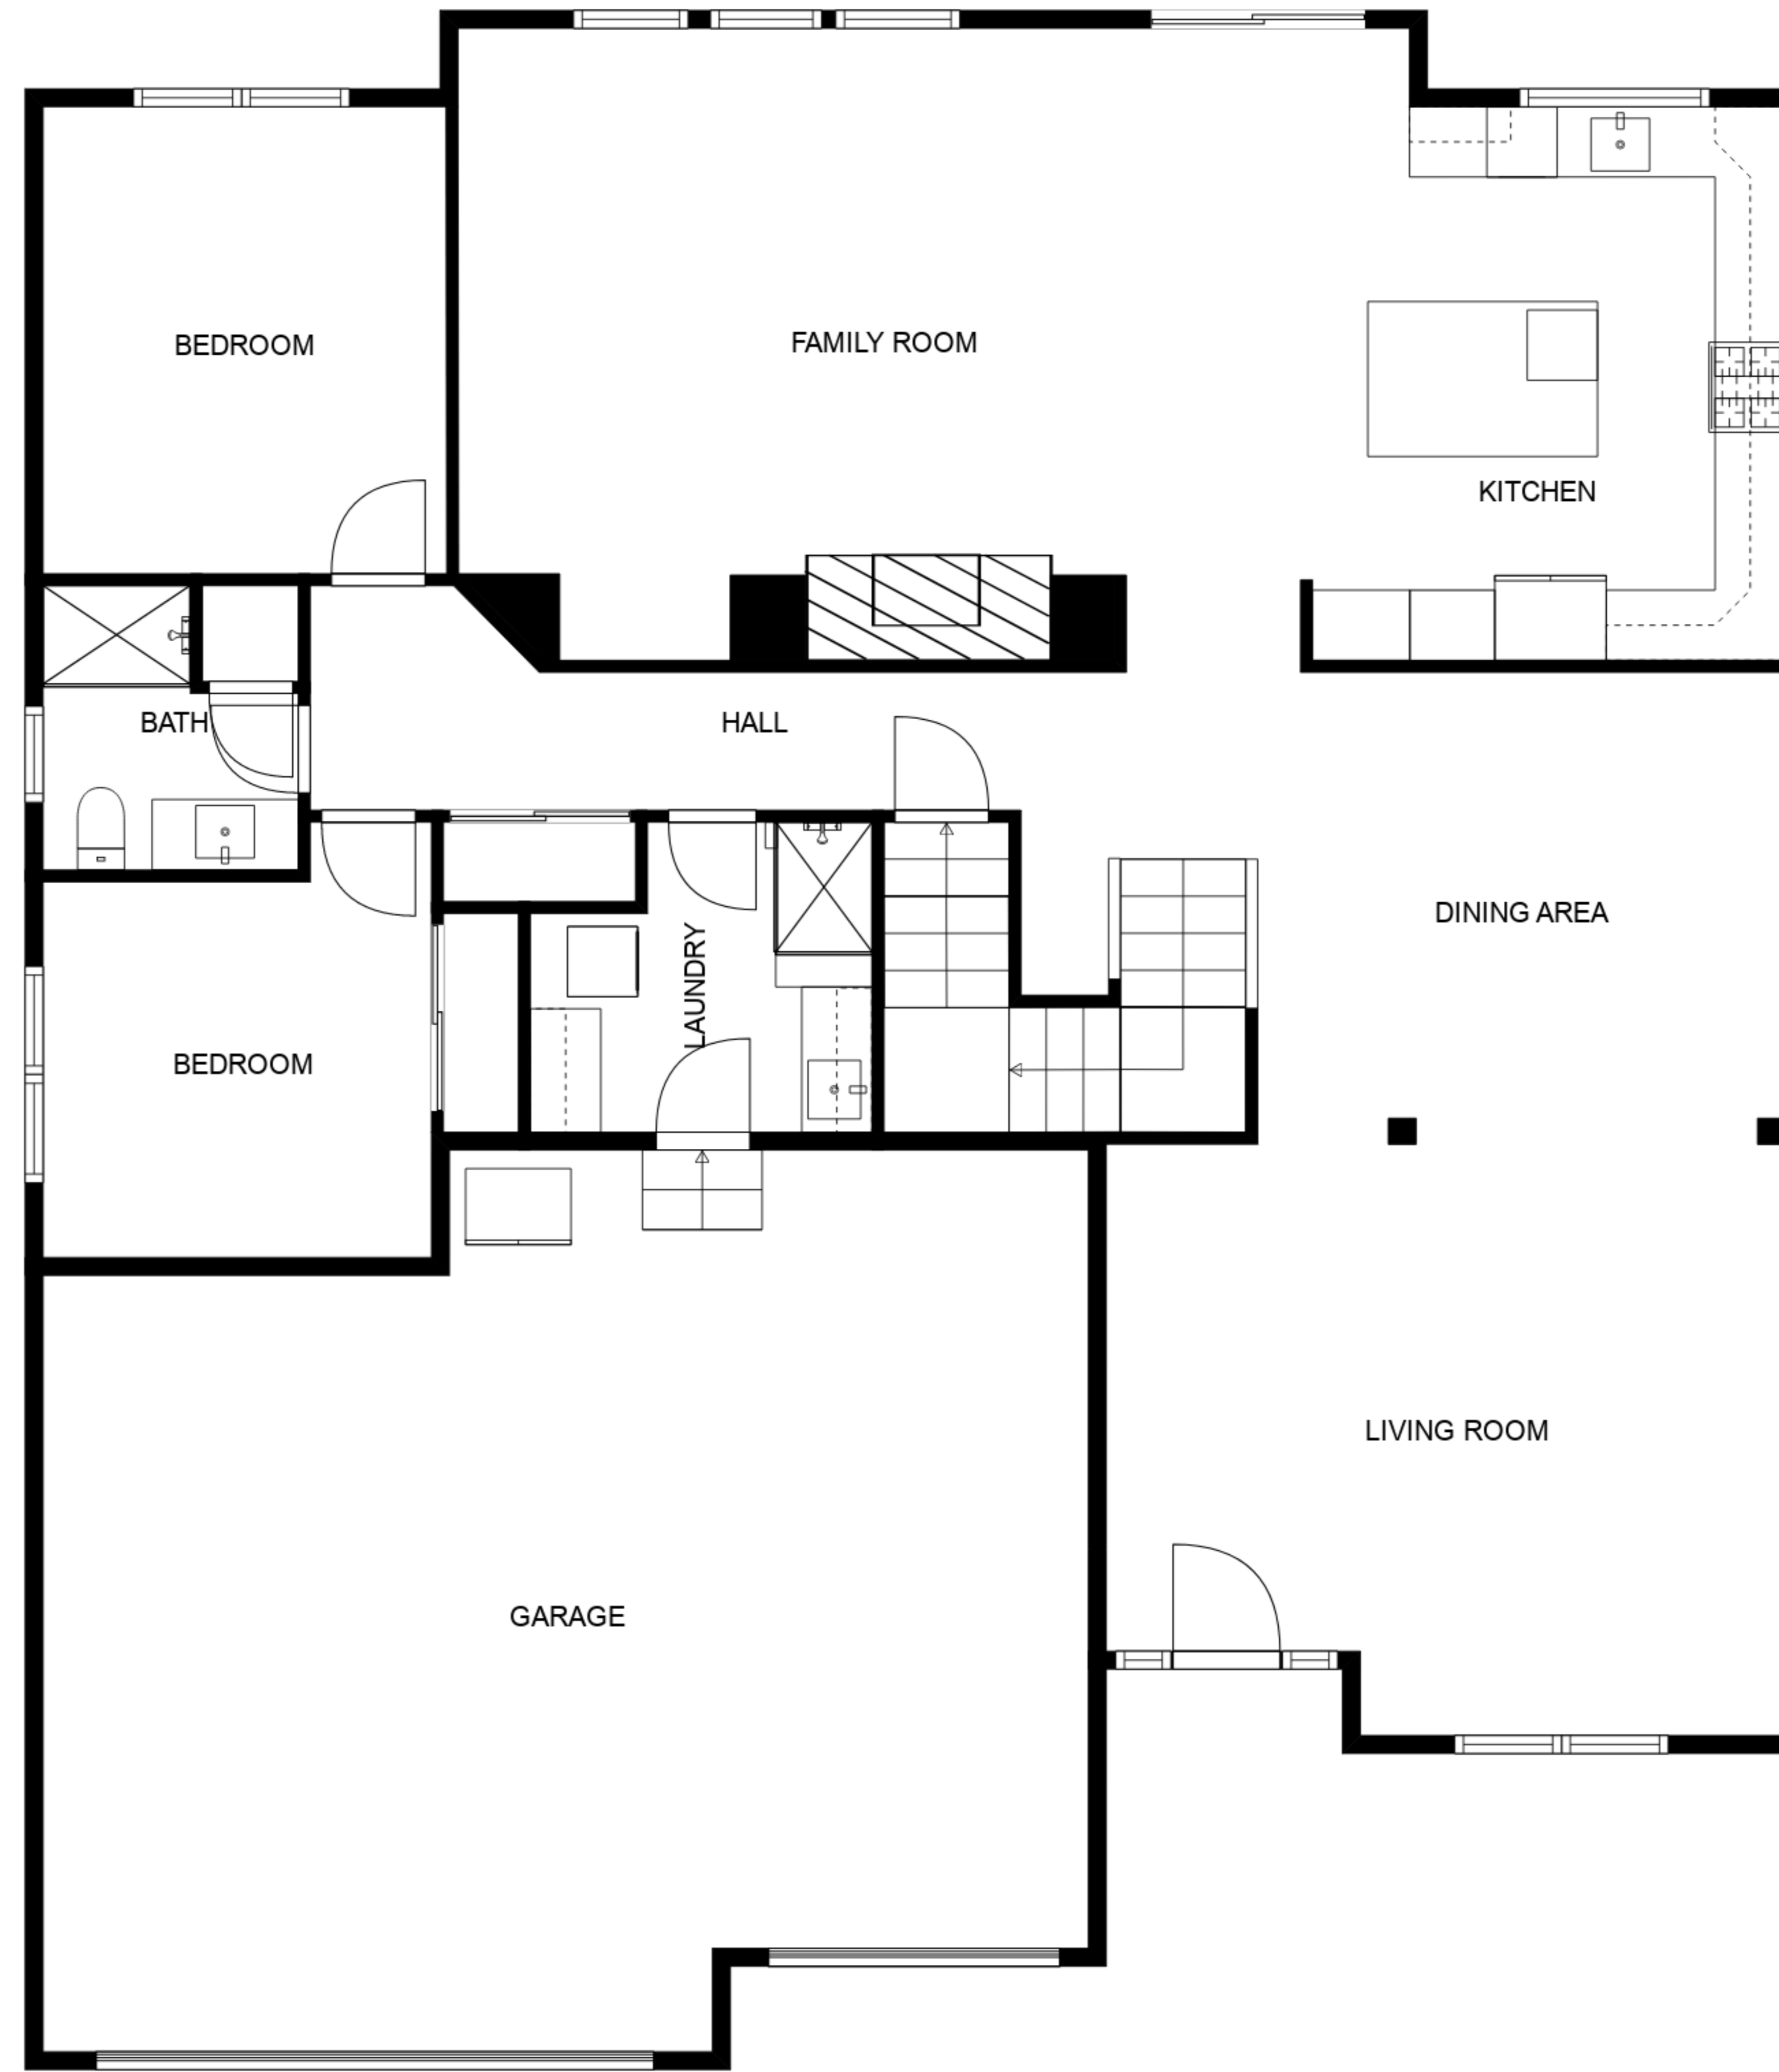 BEDROOM
FAMILY ROOM
KITCHEN
BATH
HALL
DINING AREA
LAUNDRY
BEDROOM
LIVING ROOM
GARAGE